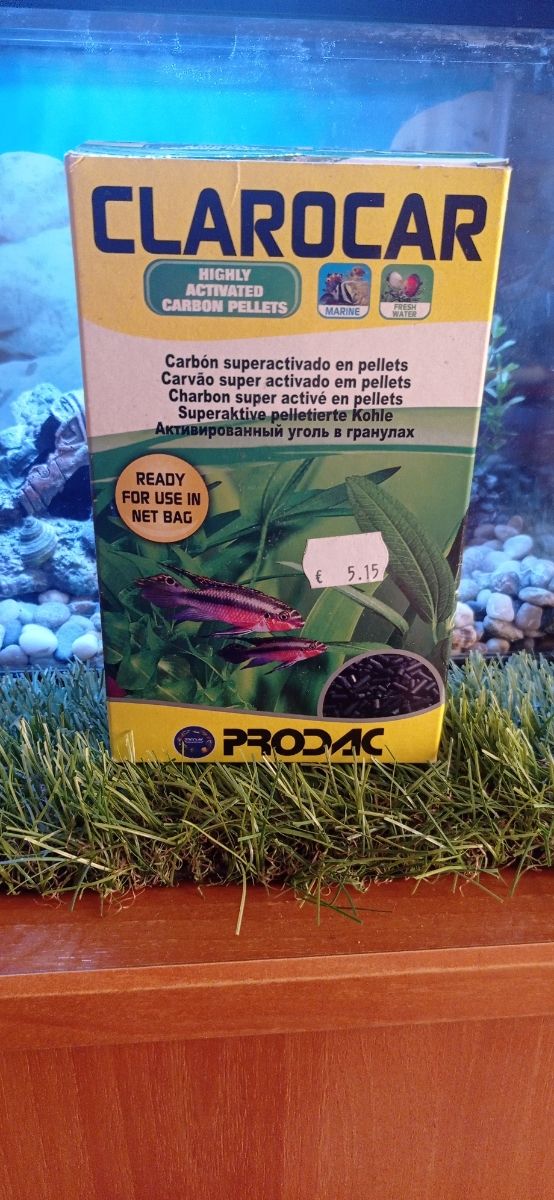 CLAROCAR
HIGHLY
ACTIVATED
CARBON PELLETS
MARINE
FRESH
WATER
Carbón superactivado en pellets
Carvão super activado em pellets
Charbon super activé en pellets
Superaktive pelletierte Kohle
Активированный уголь в гранулах
READY
FOR USE IN
NET BAG
€ 5.15
PRODAC